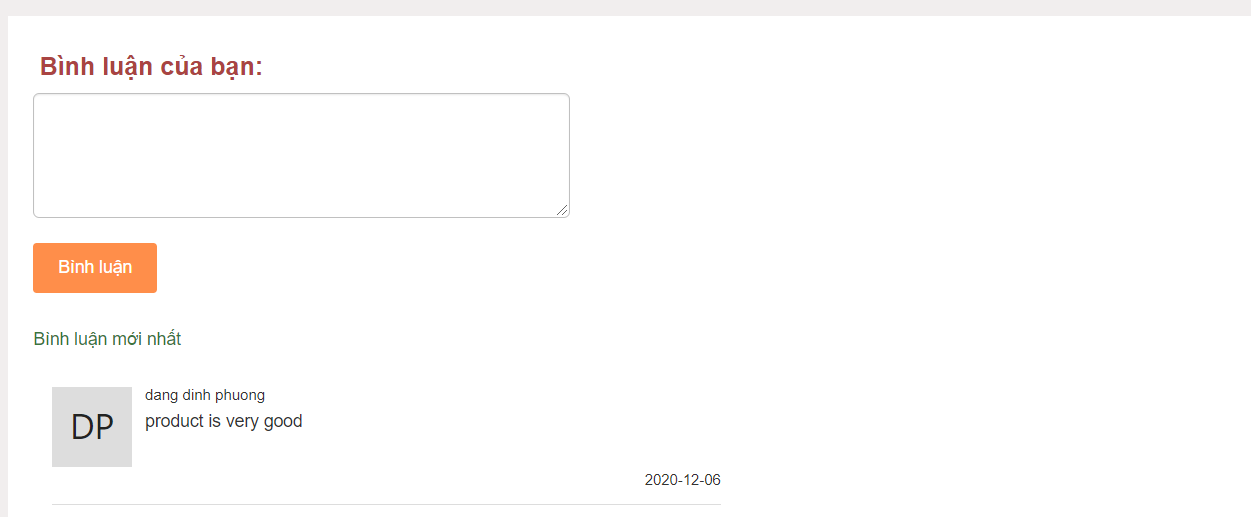 Bình luận của bạn:
Bình luận
Bình luận mới nhất
DP
dang dinh phuong
product is very good
2020-12-06